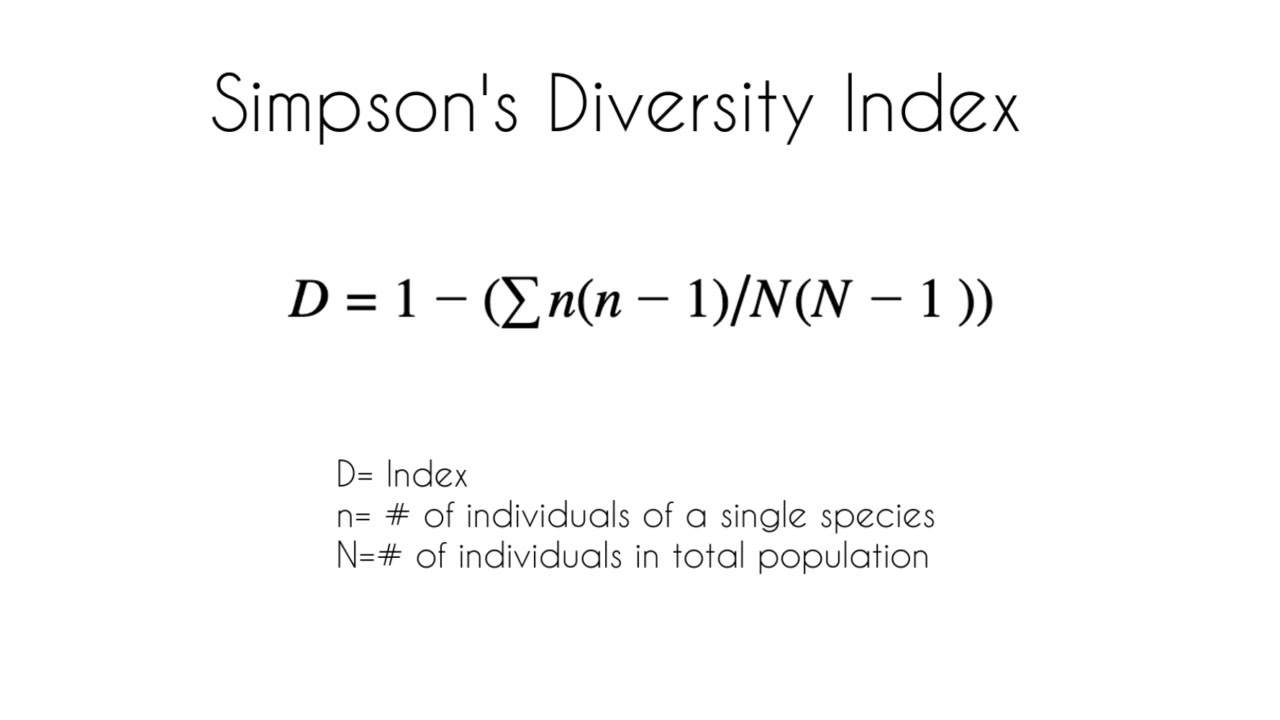 Simpson's Diversity Index
D = 1 − (∑ n(n − 1)/N(N − 1 ))
D= Index
n= # of individuals of a single species
N=# of individuals in total population